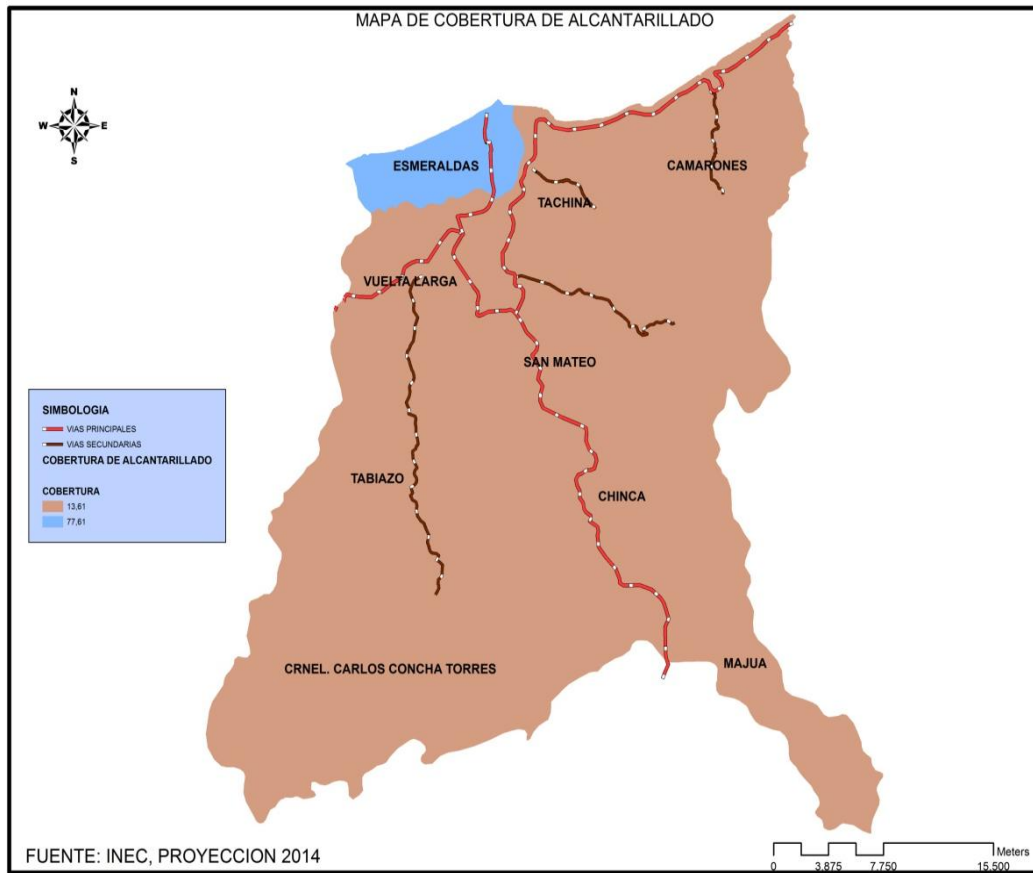 MAPA DE COBERTURA DE ALCANTARILLADO
N
W E
S
ESMERALDAS
CAMARONES
TACHINA
VUELTA LARGA
SAN MATEO
SIMBOLOGIA
VIAS PRINCIPALES
VIAS SECUNDARIAS
COBERTURA DE ALCANTARILLADO
COBERTURA
13,61
77,61
TABIAZO
CHINCA
CRNEL. CARLOS CONCHA TORRES
MAJUA
FUENTE: INEC, PROYECCION 2014
Meters
0 3.875 7.750 15.500